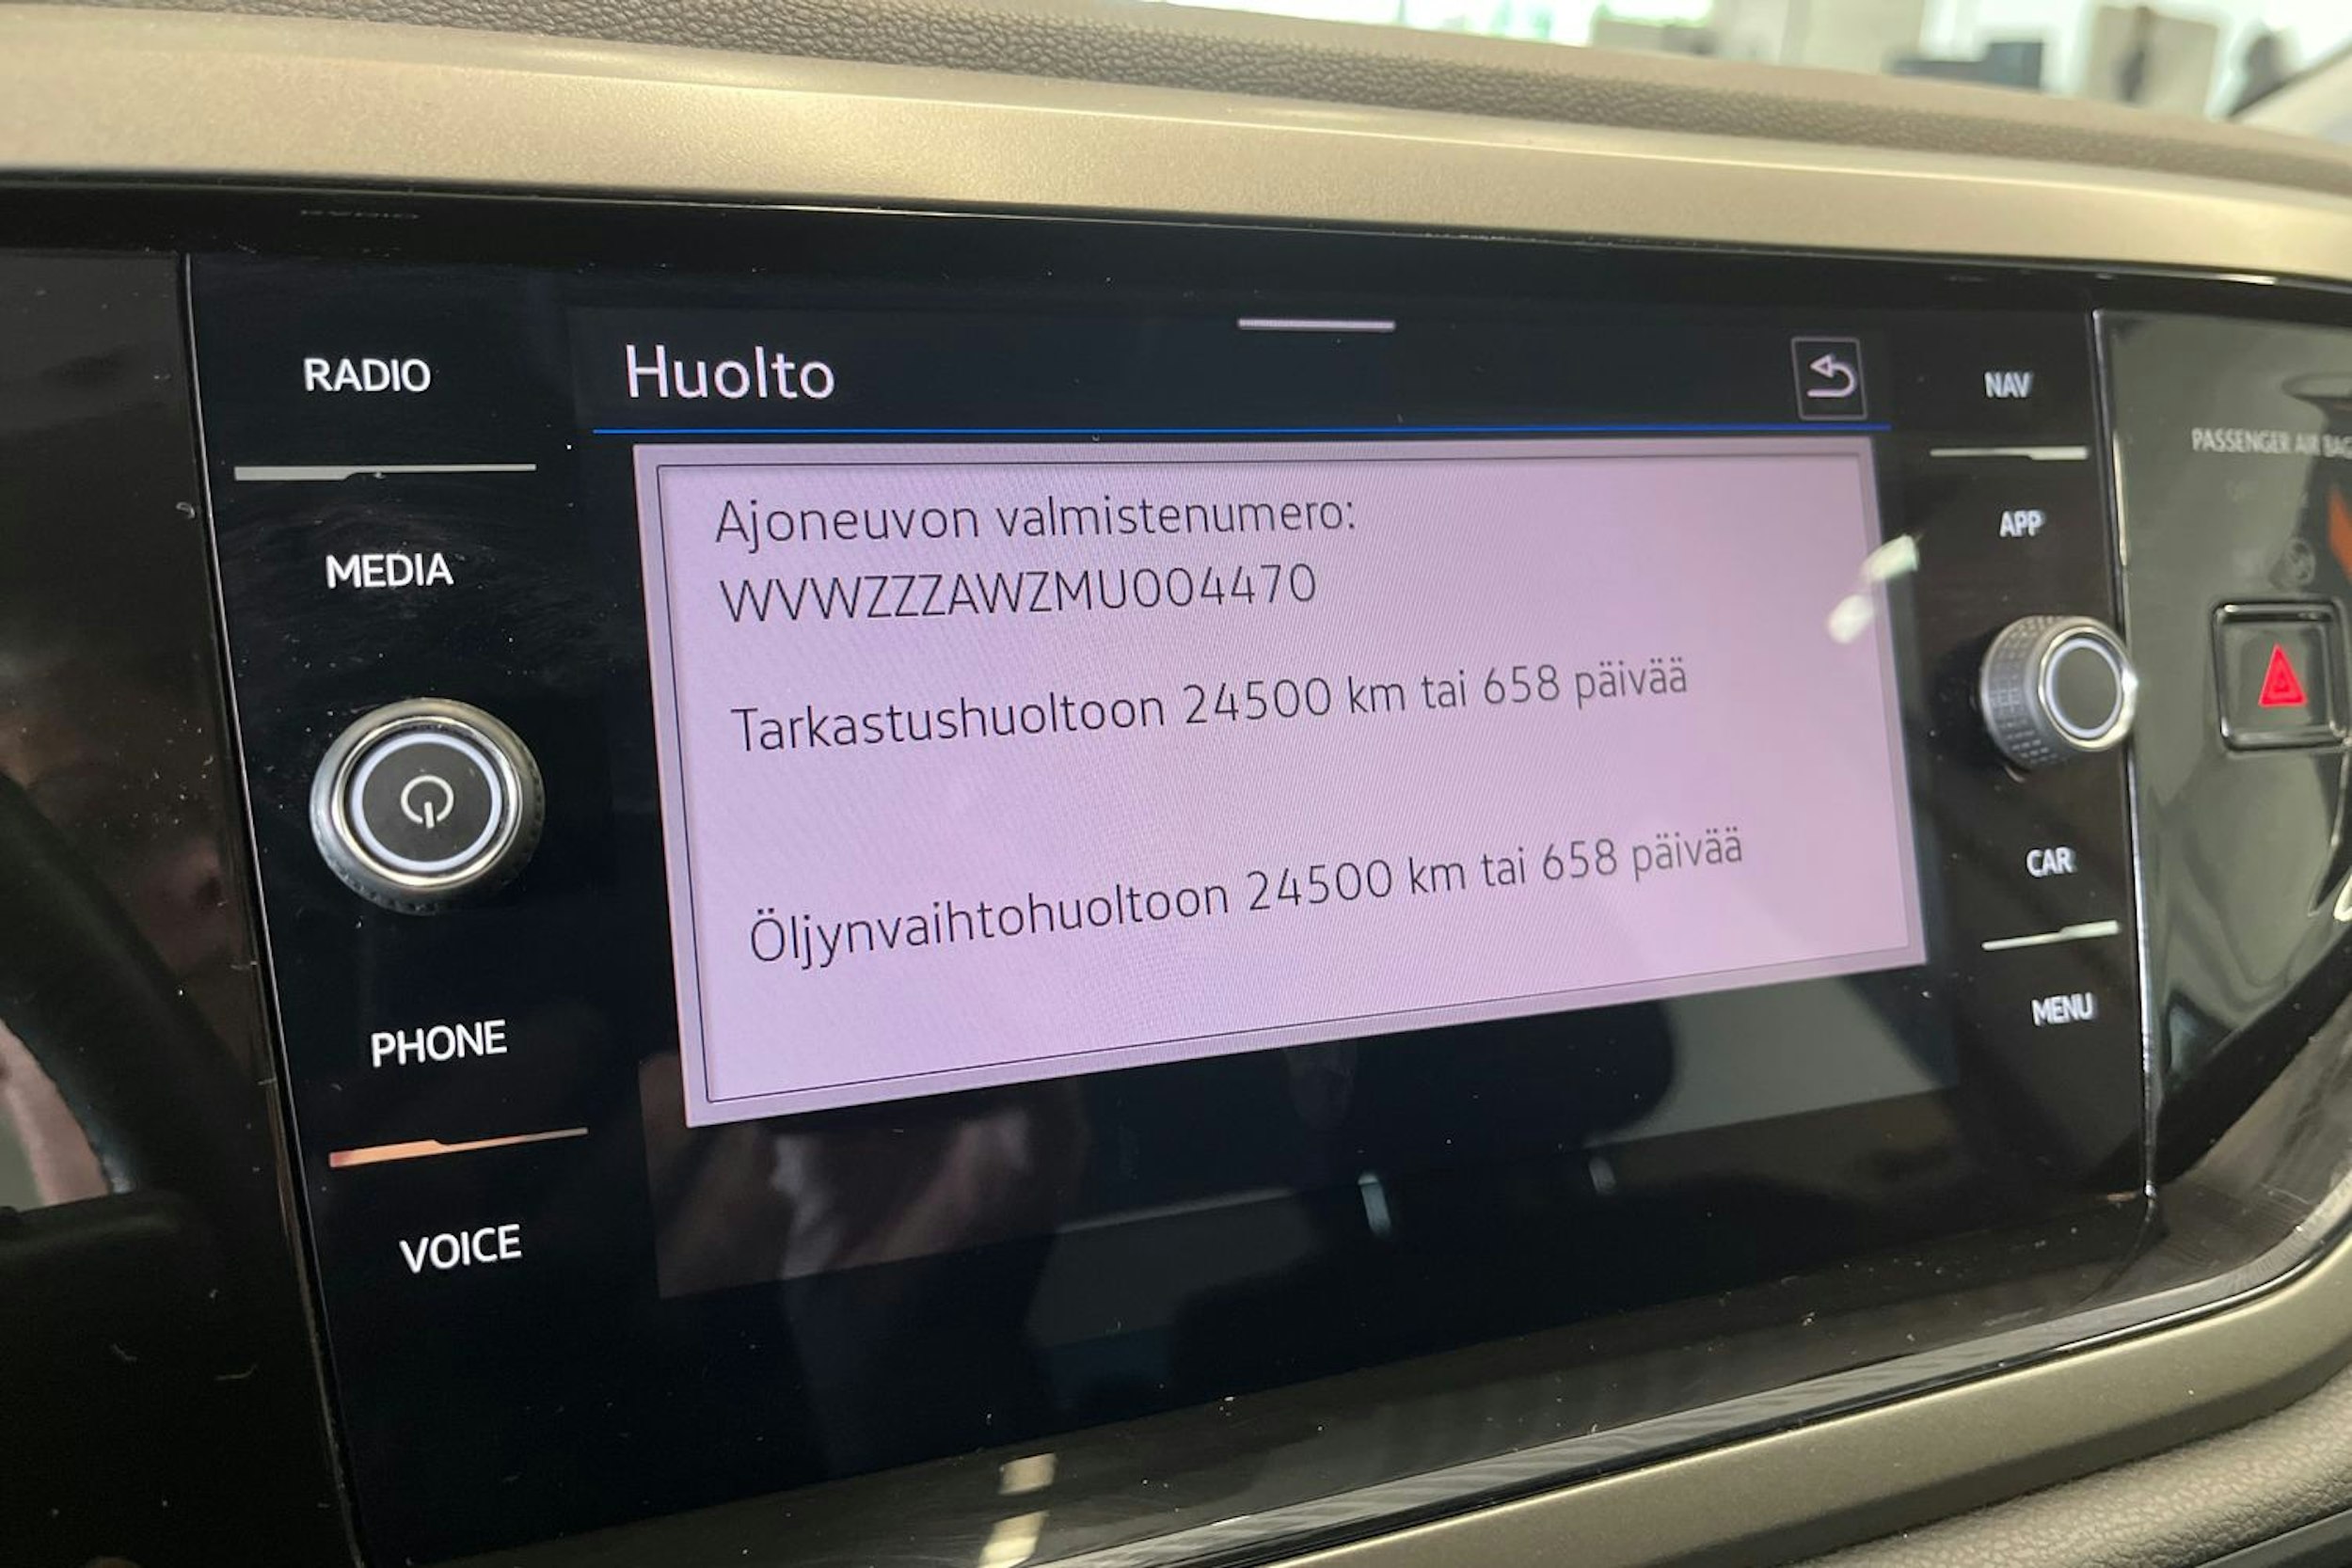 RADIO
MEDIA
PHONE
VOICE
Huolto
Ajoneuvon valmistenumero:
WVWZZZAWZMU004470
Tarkastushuoltoon 24500 km tai 658 päivää
Öljynvaihtohuoltoon 24500 km tai 658 päivää
NAV
APP
CAR
MENU
PASSENGER AIR BAG